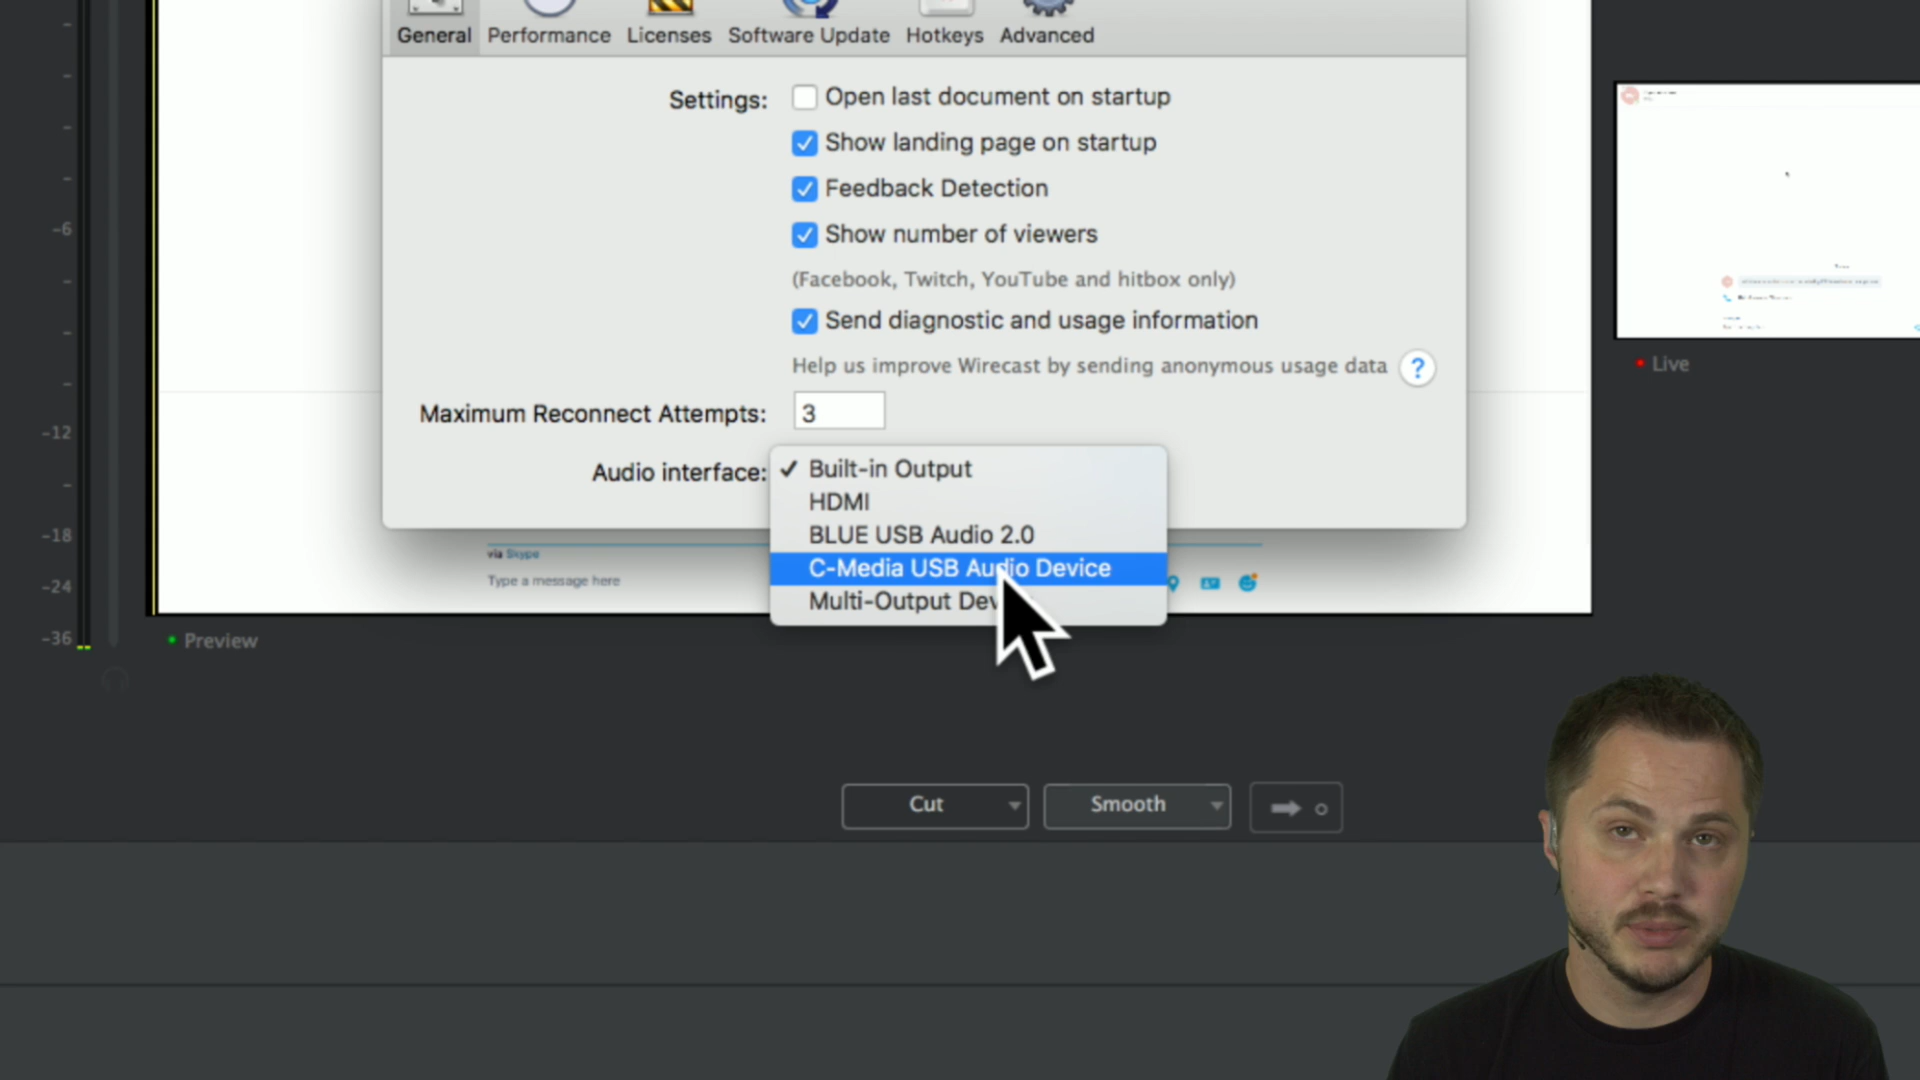 General Performance Licenses Software Update Hotkeys Advanced
Settings: Open last document on startup
Show landing page on startup
Feedback Detection
Show number of viewers
(Facebook, Twitch, YouTube and hitbox only)
Send diagnostic and usage information
Help us improve Wirecast by sending anonymous usage data ?
Maximum Reconnect Attempts: 3
Audio interface: ✓ Built-in Output
HDMI
BLUE USB Audio 2.0
C-Media USB Audio Device
Multi-Output Dev
via Skype
Type a message here
-6
-12
-18
-24
-36
Preview
Live
Cut Smooth